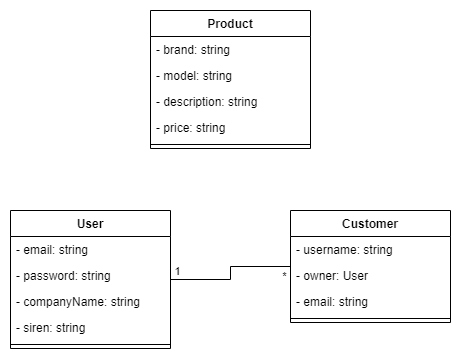 Product
- brand: string
- model: string
- description: string
- price: string
User
- email: string
- password: string
- companyName: string
- siren: string
1
*
Customer
- username: string
- owner: User
- email: string